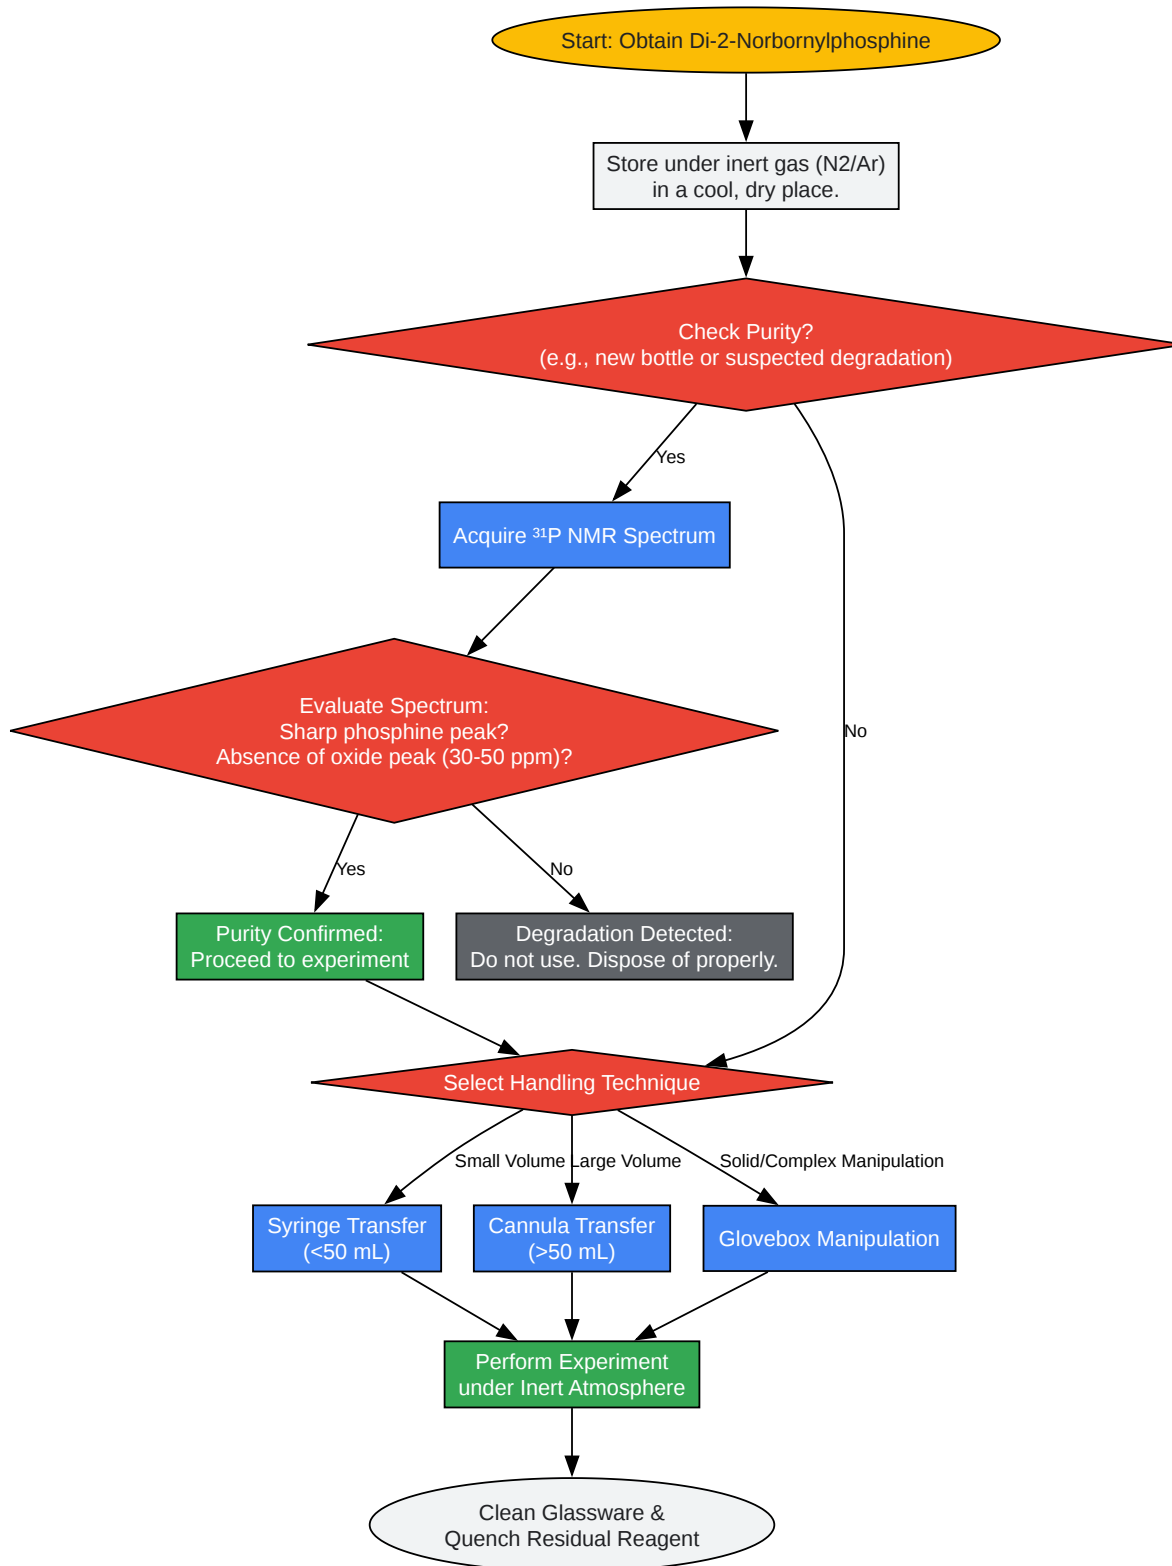 Start: Obtain Di-2-Norbornylphosphine
Store under inert gas (N2/Ar)
in a cool, dry place.
Check Purity?
(e.g., new bottle or suspected degradation)
Yes
Acquire ³¹P NMR Spectrum
Evaluate Spectrum:
Sharp phosphine peak?
Absence of oxide peak (30-50 ppm)?
No
Yes
No
Purity Confirmed:
Proceed to experiment
Degradation Detected:
Do not use. Dispose of properly.
Select Handling Technique
Small Volume
Large Volume
Solid/Complex Manipulation
Syringe Transfer
(<50 mL)
Cannula Transfer
(>50 mL)
Glovebox Manipulation
Perform Experiment
under Inert Atmosphere
Clean Glassware &
Quench Residual Reagent